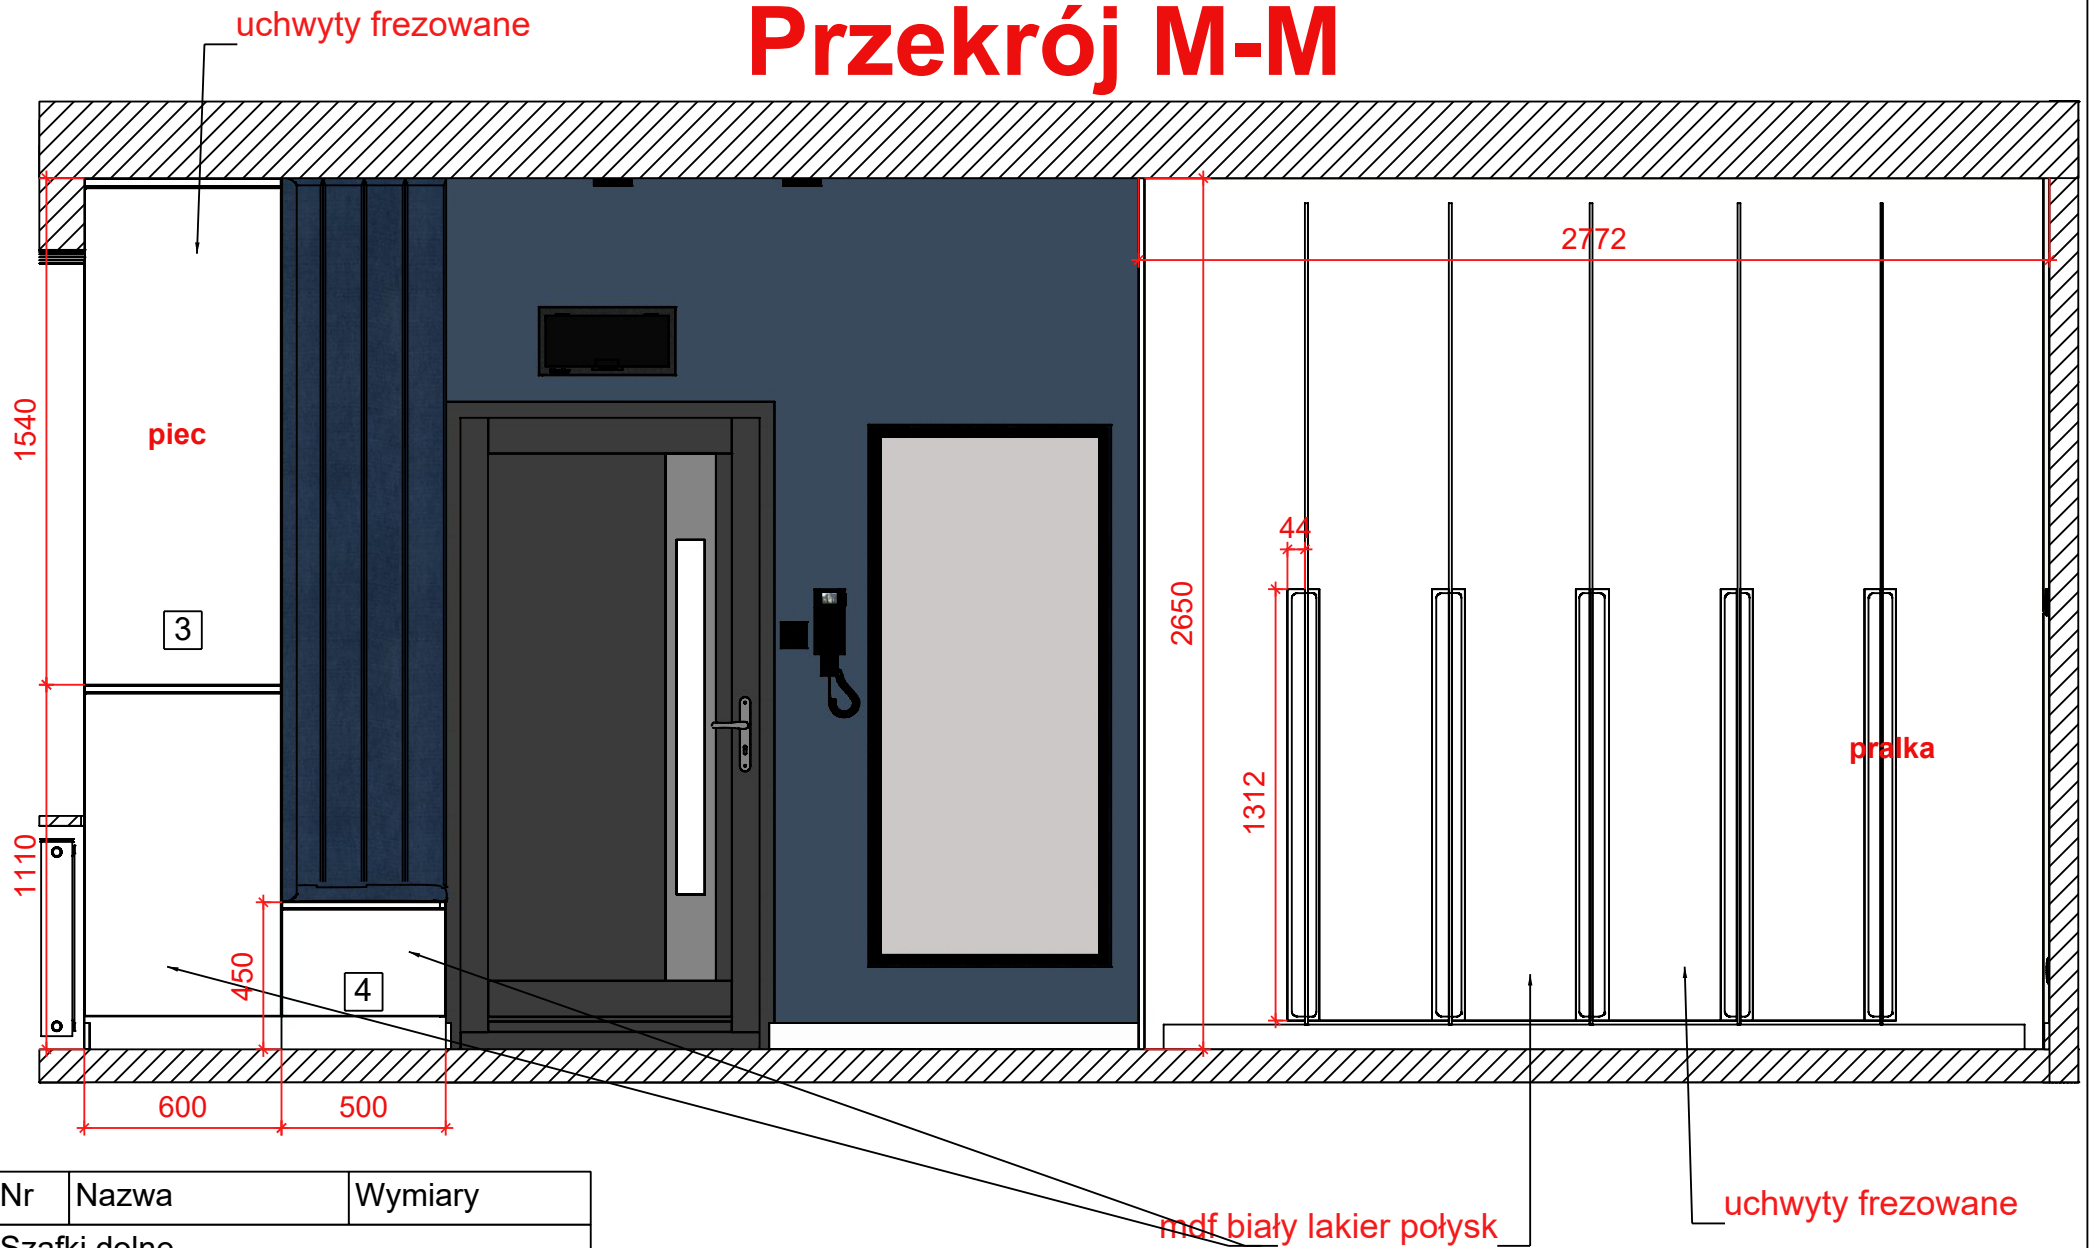 uchwyty frezowane
Przekrój M-M
2772
1540
piec
44
3
2650
pralka
1312
1110
450
4
600
500
Nr Nazwa Wymiary
Szafki dolne
mdf biały lakier połysk
uchwyty frezowane